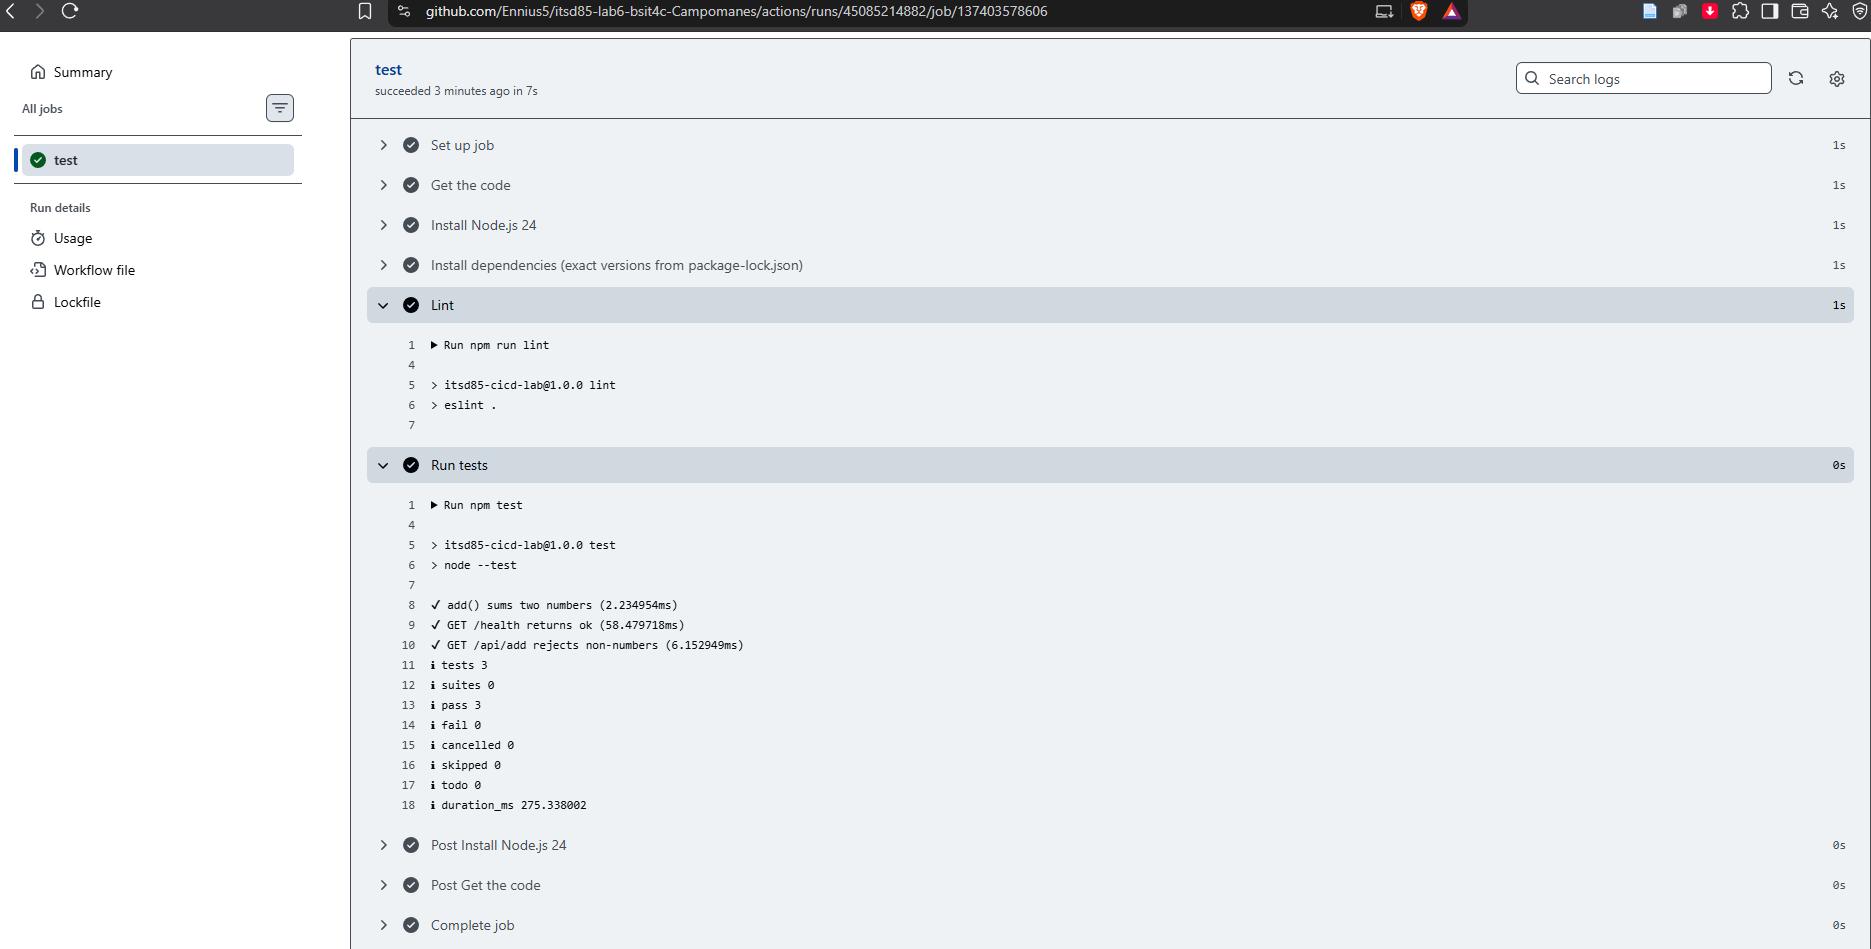 github.com/Ennius5/itsd85-lab6-bsit4c-Campomanes/actions/runs/45085214882/job/137403578606
Summary
All jobs
test
Run details
Usage
Workflow file
Lockfile
test
succeeded 3 minutes ago in 7s
Search logs
Set up job 1s
Get the code 1s
Install Node.js 24 1s
Install dependencies (exact versions from package-lock.json) 1s
Lint 1s
1 ▶ Run npm run lint
4
5 > itsd85-cicd-lab@1.0.0 lint
6 > eslint .
7
Run tests 0s
1 ▶ Run npm test
4
5 > itsd85-cicd-lab@1.0.0 test
6 > node --test
7
8 ✓ add() sums two numbers (2.234954ms)
9 ✓ GET /health returns ok (58.479718ms)
10 ✓ GET /api/add rejects non-numbers (6.152949ms)
11 ℹ tests 3
12 ℹ suites 0
13 ℹ pass 3
14 ℹ fail 0
15 ℹ cancelled 0
16 ℹ skipped 0
17 ℹ todo 0
18 ℹ duration_ms 275.338002
Post Install Node.js 24 0s
Post Get the code 0s
Complete job 0s